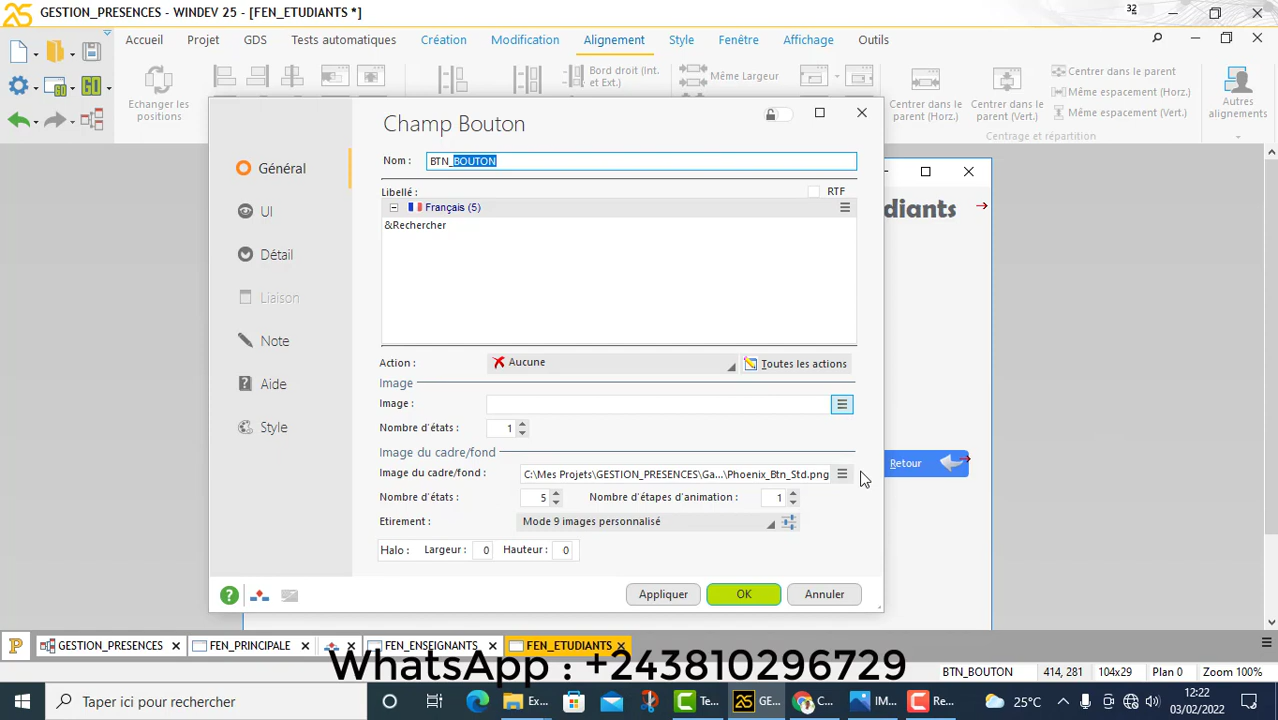 GESTION_PRESENCES - WINDEV 25 - [FEN_ETUDIANTS *]
32
Accueil Projet GDS Tests automatiques Création Modification Alignement Style Fenêtre Affichage Outils
Echanger les positions
Bord droit (Int. et Ext.)
Même Largeur
Centrer dans le parent (Horz.)
Centrer dans le parent (Vert.)
Centrer dans le parent
Même espacement (Horz.)
Même espacement (Vert.)
Centrage et répartition
Autres alignements
Champ Bouton
Général
UI
Détail
Liaison
Note
Aide
Style
Nom : BTN_BOUTON
Libellé : RTF
Français (5)
&Rechercher
Action : Aucune Toutes les actions
Image
Image :
Nombre d'états : 1
Image du cadre/fond
Image du cadre/fond : C:\Mes Projets\GESTION_PRESENCES\Ga...\Phoenix_Btn_Std.png
Nombre d'états : 5 Nombre d'étapes d'animation : 1
Etirement : Mode 9 images personnalisé
Halo : Largeur : 0 Hauteur : 0
Appliquer OK Annuler
diants
Retour
GESTION_PRESENCES FEN_PRINCIPALE FEN_ENSEIGNANTS FEN_ETUDIANTS
WhatsApp : +243810296729
BTN_BOUTON 414, 281 104x29 Plan 0 Zoom 100%
Taper ici pour rechercher
Ex... Te... GE... C... IM... Re...
25°C
12:22
03/02/2022